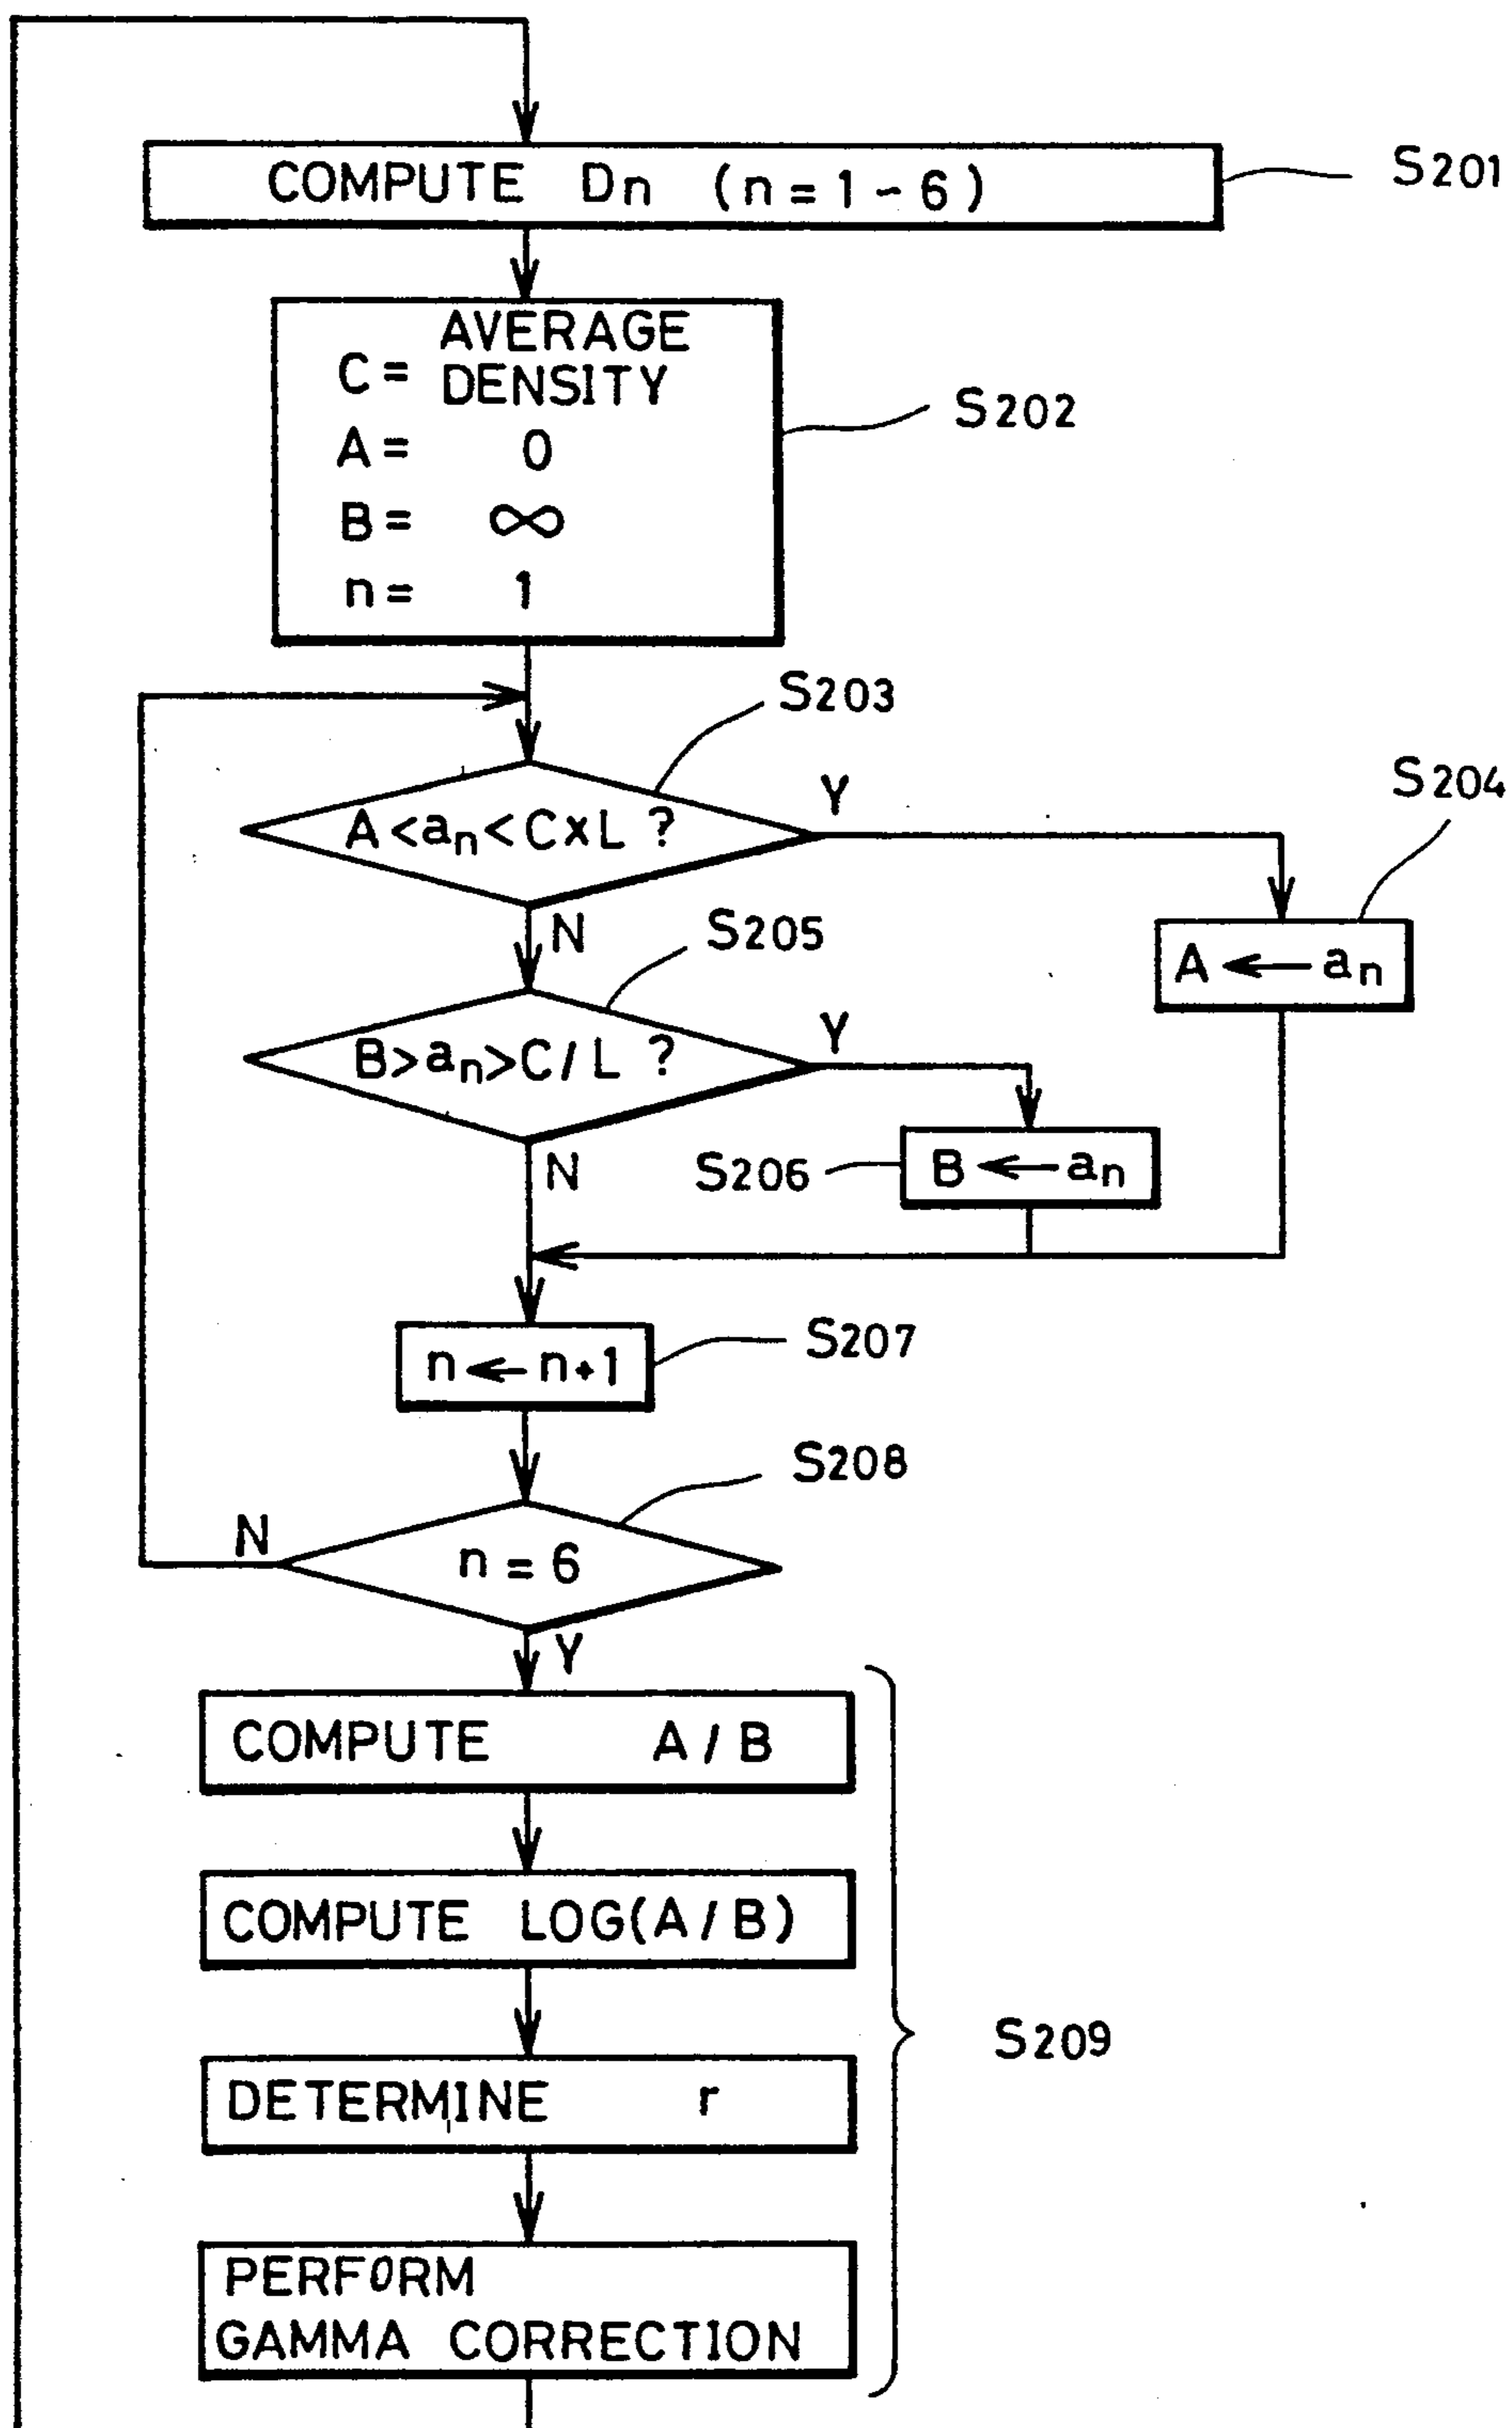 COMPUTE Dn (n=1-6)
S201
C= AVERAGE DENSITY
A= 0
B= ∞
n= 1
S202
S203
A<an<C×L ?
Y
N
S204
A ← an
S205
B>an>C/L ?
Y
N
S206
B ← an
n ← n+1
S207
S208
n=6
N
Y
COMPUTE A/B
COMPUTE LOG(A/B)
DETERMINE r
PERFORM
GAMMA CORRECTION
S209